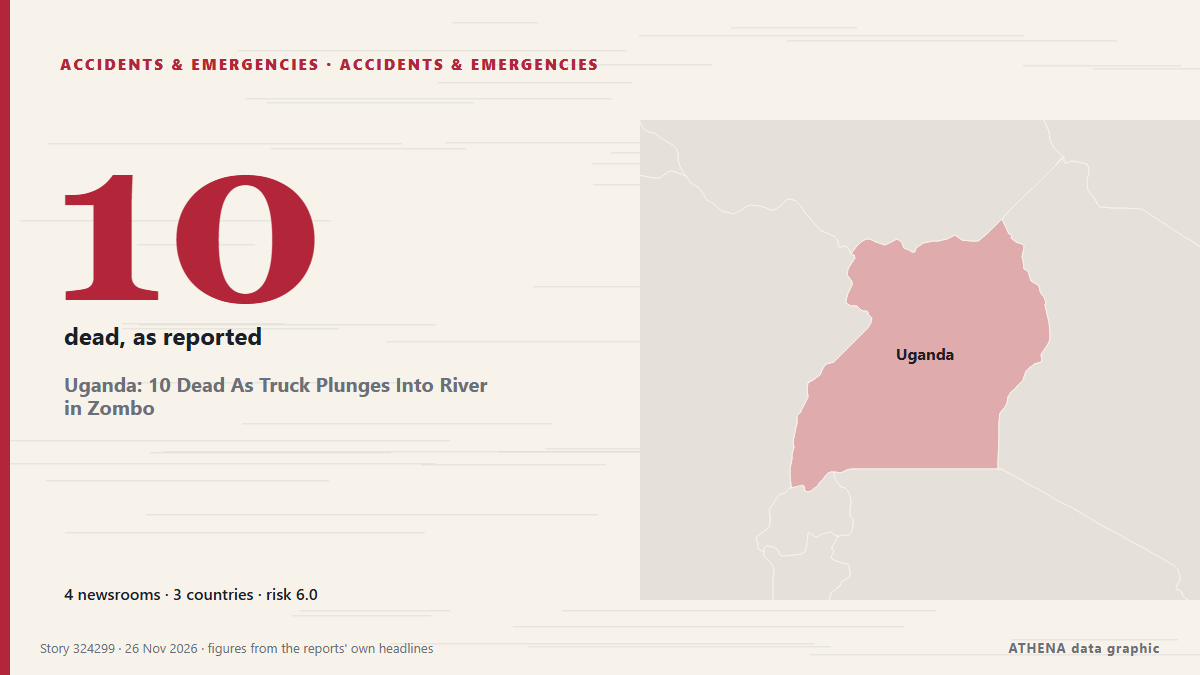 ACCIDENTS & EMERGENCIES · ACCIDENTS & EMERGENCIES
10
dead, as reported
Uganda: 10 Dead As Truck Plunges Into River
in Zombo
Uganda
4 newsrooms · 3 countries · risk 6.0
Story 324299 · 26 Nov 2026 · figures from the reports' own headlines
ATHENA data graphic